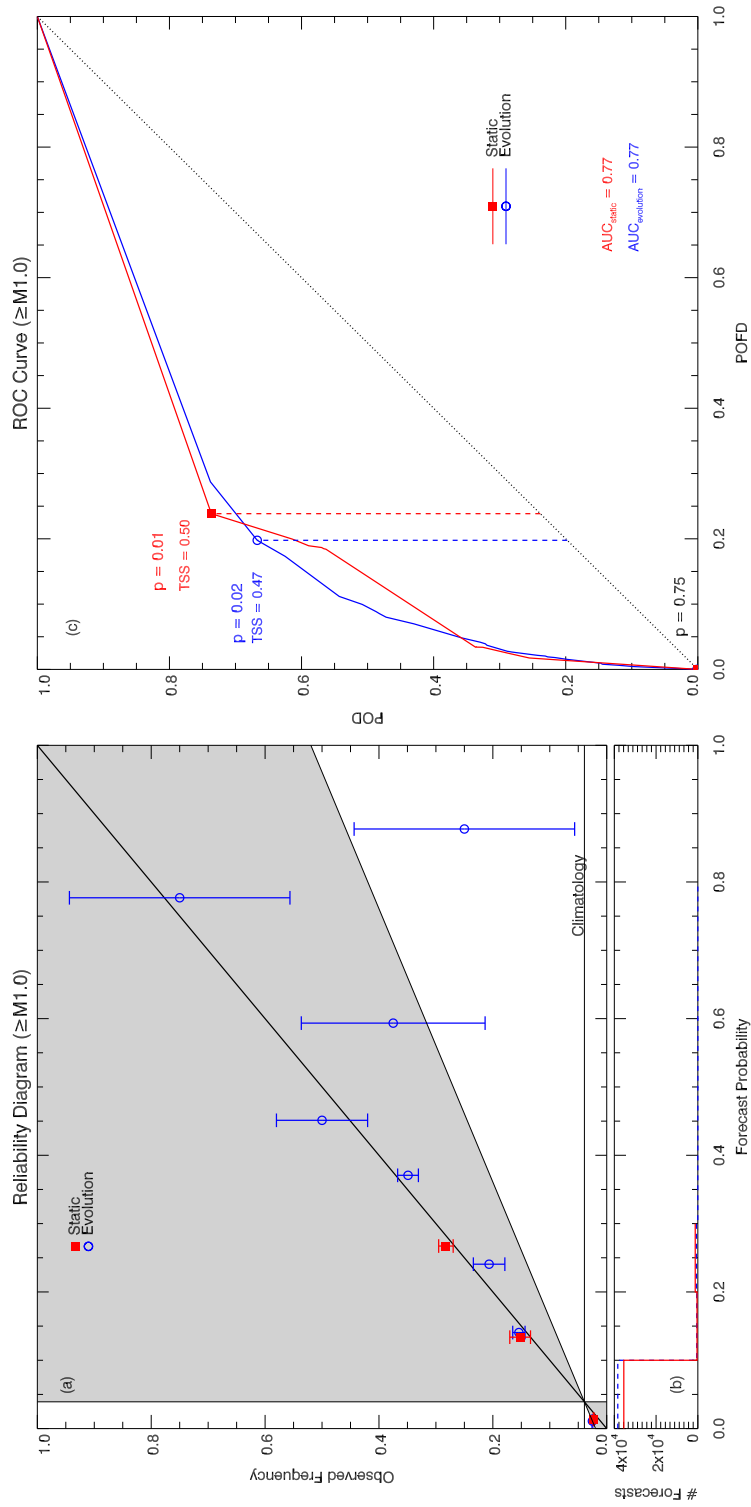 Reliability Diagram (≥M1.0)
(a)
Static
Evolution
Climatology
Observed Frequency
1.0
0.8
0.6
0.4
0.2
0.0
(b)
# Forecasts
4x10⁴
2x10⁴
0
0.0 0.2 0.4 0.6 0.8 1.0
Forecast Probability
ROC Curve (≥M1.0)
(c)
p = 0.01
TSS = 0.50
p = 0.02
TSS = 0.47
p = 0.75
Static
Evolution
AUCstatic = 0.77
AUCevolution = 0.77
POD
1.0
0.8
0.6
0.4
0.2
0.0
0.0 0.2 0.4 0.6 0.8 1.0
POFD